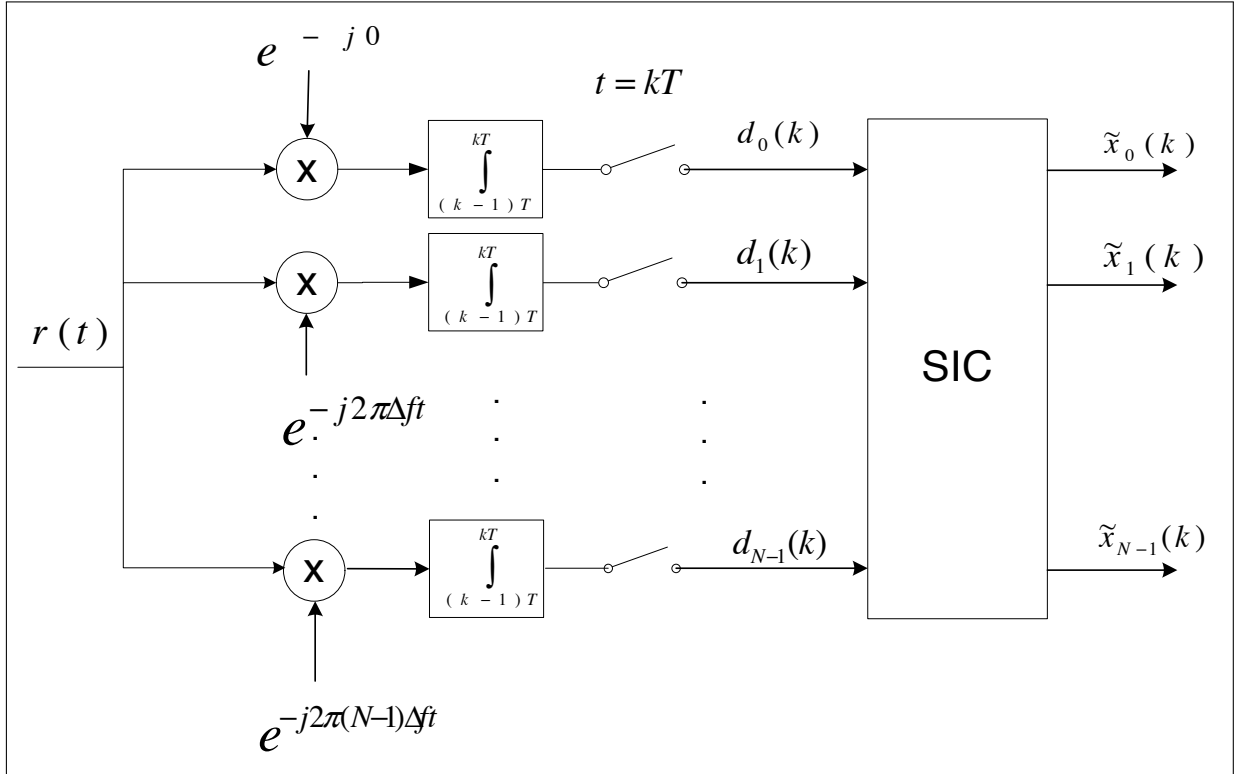 e^{-j0}
t = kT
X
∫_{(k-1)T}^{kT}
d_0(k)
x̃_0(k)
X
∫_{(k-1)T}^{kT}
d_1(k)
x̃_1(k)
r(t)
SIC
e^{-j2πΔft}
X
∫_{(k-1)T}^{kT}
d_{N-1}(k)
x̃_{N-1}(k)
e^{-j2π(N-1)Δft}